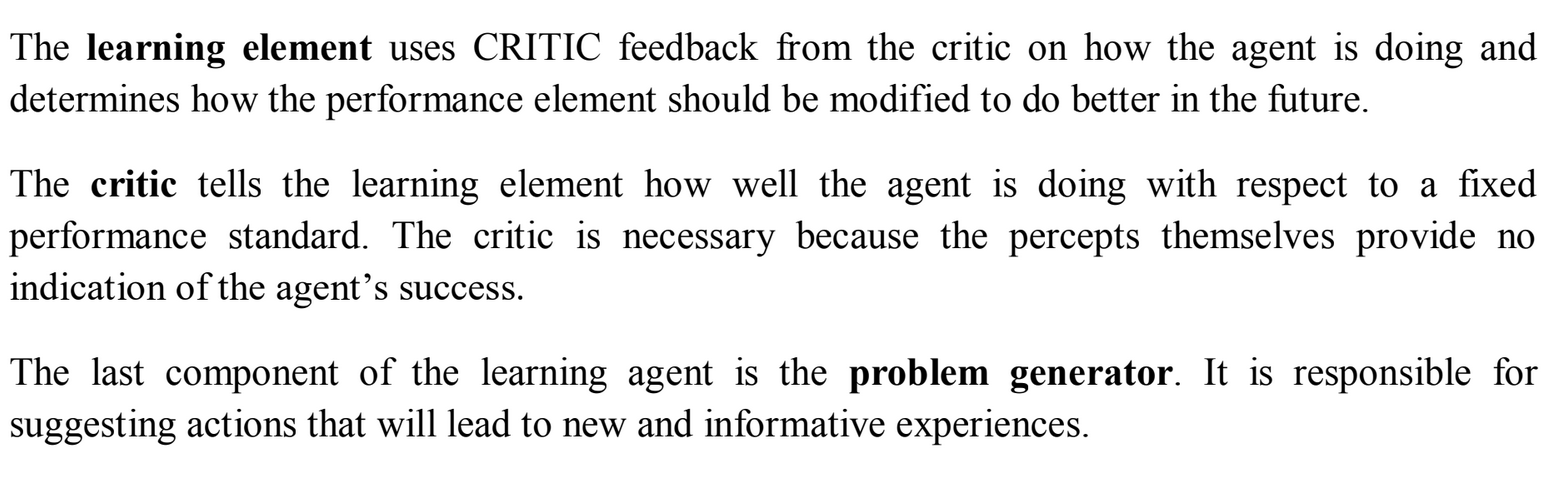 The learning element uses CRITIC feedback from the critic on how the agent is doing and
determines how the performance element should be modified to do better in the future.
The critic tells the learning element how well the agent is doing with respect to a fixed
performance standard. The critic is necessary because the percepts themselves provide no
indication of the agent’s success.
The last component of the learning agent is the problem generator. It is responsible for
suggesting actions that will lead to new and informative experiences.